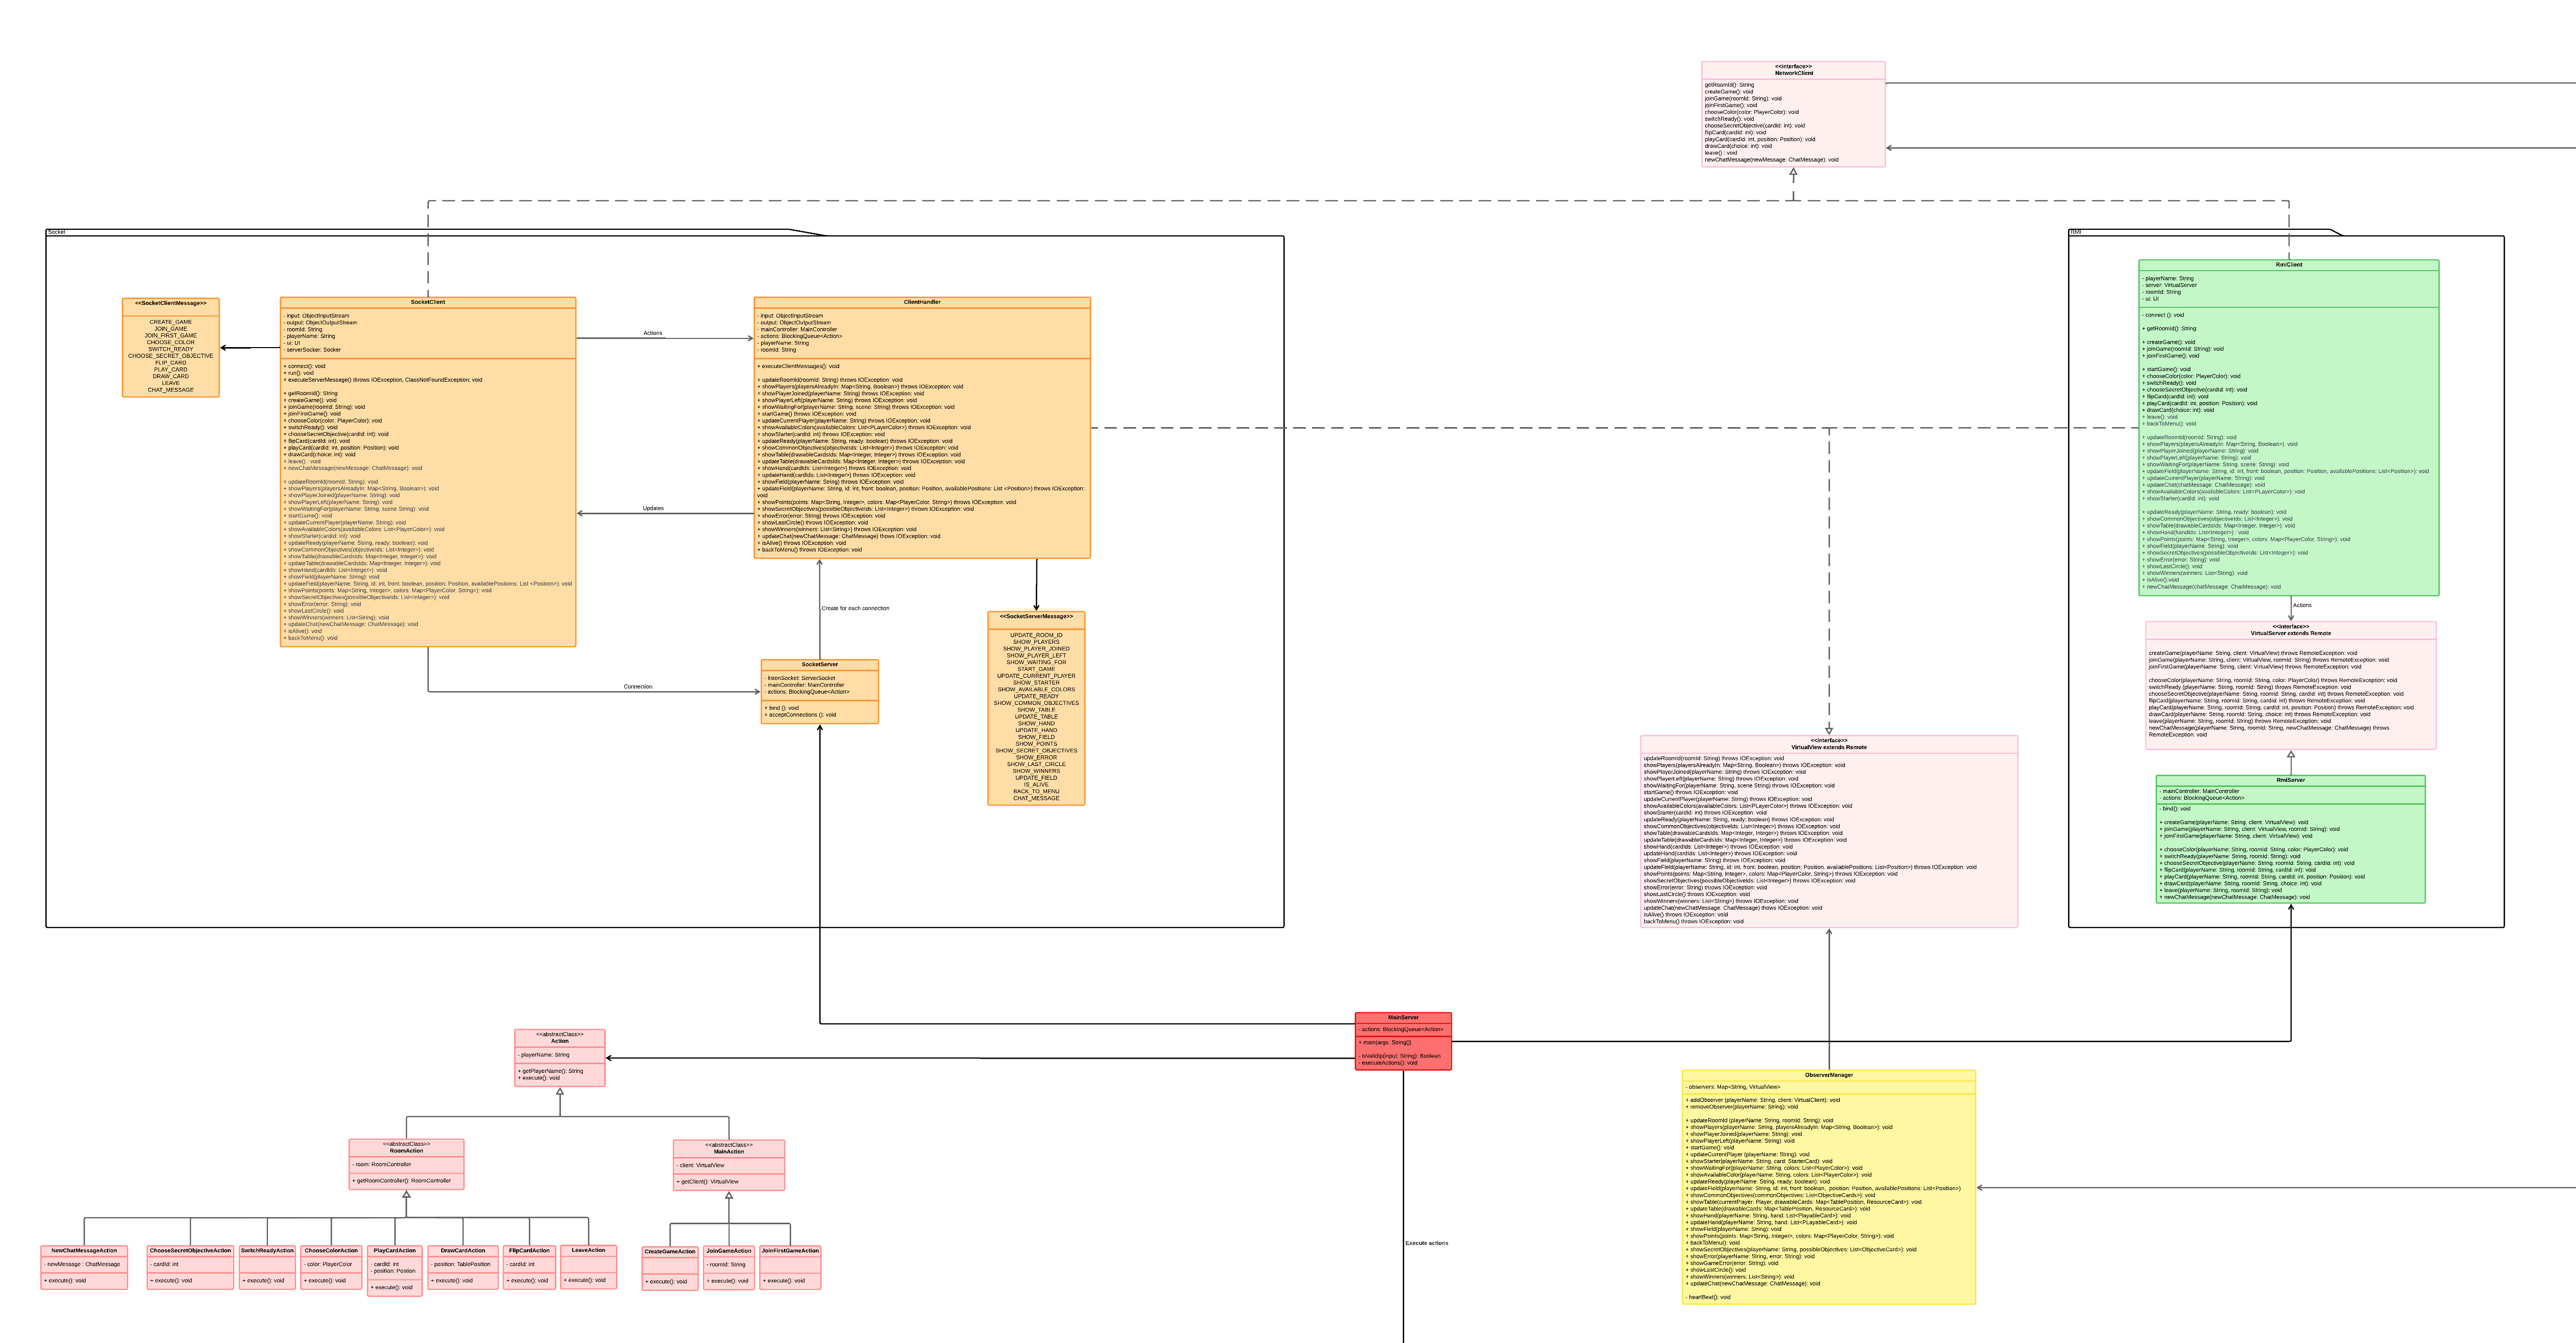 <<interface>>
NetworkClient
getRoomId(): String
createGame(): void
joinGame(roomId: String): void
joinFirstGame(): void
chooseColor(color: PlayerColor): void
switchReady(): void
chooseSecretObjective(cardId: int): void
flipCard(cardId: int): void
playCard(cardId: int, position: Position): void
drawCard(choice: int): void
leave() : void
newChatMessage(newMessage: ChatMessage): void
Socket
<<SocketClientMessage>>
CREATE_GAME
JOIN_GAME
JOIN_FIRST_GAME
CHOOSE_COLOR
SWITCH_READY
CHOOSE_SECRET_OBJECTIVE
FLIP_CARD
PLAY_CARD
DRAW_CARD
LEAVE
CHAT_MESSAGE
SocketClient
- input: ObjectInputStream
- output: ObjectOutputStream
- roomId: String
- playerName: String
- ui: UI
- serverSocker: Socker
+ connect(): void
+ run(): void
+ executeServerMessage() throws IOException, ClassNetFoundException: void
+ getRoomId(): String
+ createGame(): void
+ joinGame(roomId: String): void
+ joinFirstGame(): void
+ chooseColor(color: PlayerColor): void
+ switchReady(): void
+ chooseSecretObjective(cardId: int): void
+ flipCard(cardId: int): void
+ playCard(cardId: int, position: Position): void
+ drawCard(choice: int): void
+ leave() : void
+ newChatMessage(newMessage: ChatMessage): void
+ updateRoomId(roomId: String): void
+ showPlayers(playersAlreadyIn: Map<String, Boolean>): void
+ showPlayerJoined(playerName: String): void
+ showPlayerLeft(playerName: String): void
+ showWaitingFor(playerName: String, scene String): void
+ startGame(): void
+ updateCurrentPlayer(playerName: String): void
+ showAvailableColors(availableColors: List<PlayerColor>): void
+ showStarter(cardId: int): void
+ updateReady(playerName: String, ready: boolean): void
+ showCommonObjectives(objectiveIds: List<Integer>): void
+ showTable(drawableCardsIds: Map<Integer, Integer>): void
+ updateTable(drawableCardsIds: Map<Integer, Integer>): void
+ showHand(cardIds: List<Integer>): void
+ showField(playerName: String): void
+ updateField(playerName: String, id: int, front: boolean, position: Position, availablePositions: List <Position>): void
+ showPoints(points: Map<String, Integer>, colors: Map<PlayerColor, String>): void
+ showSecretObjectives(possibleObjectiveIds: List<Integer>): void
+ showError(error: String): void
+ showLastCircle(): void
+ showWinners(winners: List<String): void
+ updateChat(newChatMessage: ChatMessage): void
+ isAlive(): void
+ backToMenu(): void
Actions
Updates
Connection
ClientHandler
- input: ObjectInputStream
- output: ObjectOutputStream
- mainController: MainController
- actions: BlockingQueue<Action>
- playerName: String
- roomId: String
+ executeClientMessages(): void
+ updateRoomId(roomId: String) throws IOException: void
+ showPlayers(playersAlreadyIn: Map<String, Boolean>) throws IOException: void
+ showPlayerJoined(playerName: String) throws IOException: void
+ showPlayerLeft(playerName: String) throws IOException: void
+ showWaitingFor(playerName: String, scene: String) throws IOException: void
+ startGame() throws IOException: void
+ updateCurrentPlayer(playerName: String) throws IOException: void
+ showAvailableColors(availableColors: List<PLayerColor>) throws IOException: void
+ showStarter(cardId: int) throws IOException: void
+ updateReady(playerName: String, ready: boolean) throws IOException: void
+ showCommonObjectives(objectiveIds: List<Integer>) throws IOException: void
+ showTable(drawableCardsIds: Map<Integer, Integer>) throws IOException: void
+ updateTable(drawableCardsIds: Map<Integer, Integer>) throws IOException: void
+ showHand(cardIds: List<Integer>) throws IOException: void
+ updateHand(cardIds: List<Integer>) throws IOException: void
+ showField(playerName: String) throws IOException: void
+ updateField(playerName: String, id: int, front: boolean, position: Position, availablePositions: List <Position>) throws IOException:
void
+ showPoints(points: Map<String, Integer>, colors: Map<PlayerColor, String>) throws IOException: void
+ showSecretObjectives(possibleObjectiveIds: List<Integer>) throws IOException: void
+ showError(error: String) throws IOException: void
+ showLastCircle() throws IOException: void
+ showWinners(winners: List<String>) throws IOException: void
+ updateChat(newChatMessage: ChatMessage) thows IOException: void
+ isAlive() throws IOException: void
+ backToMenu() throws IOException: void
Create for each connection
<<SocketServerMessage>>
UPDATE_ROOM_ID
SHOW_PLAYERS
SHOW_PLAYER_JOINED
SHOW_PLAYER_LEFT
SHOW_WAITING_FOR
START_GAME
UPDATE_CURRENT_PLAYER
SHOW_STARTER
SHOW_AVAILABLE_COLORS
UPDATE_READY
SHOW_COMMON_OBJECTIVES
SHOW_TABLE
UPDATE_TABLE
SHOW_HAND
UPDATE_HAND
SHOW_FIELD
SHOW_POINTS
SHOW_SECRET_OBJECTIVES
SHOW_ERROR
SHOW_LAST_CIRCLE
SHOW_WINNERS
UPDATE_FIELD
IS_ALIVE
BACK_TO_MENU
CHAT_MESSAGE
SocketServer
- listenSocket: ServerSocket
- mainController: MainController
- actions: BlockingQueue<Action>
+ bind (): void
+ acceptConnections (): void
RMI
RmiClient
- playerName: String
- server: VirtualServer
- roomId: String
- ui: UI
- connect (): void
+ getRoomId(): String
+ createGame(): void
+ joinGame(roomId: String): void
+ joinFirstGame(): void
+ startGame(): void
+ chooseColor(color: PlayerColor): void
+ switchReady(): void
+ chooseSecretObjective(cardId: int): void
+ flipCard(cardId: int): void
+ playCard(cardId: int, position: Position): void
+ drawCard(choice: int): void
+ leave(): void
+ backToMenu(): void
+ updateRoomId(roomId: String): void
+ showPlayers(playersAlreadyIn: Map<String, Boolean>): void
+ showPlayerJoined(playerName: String): void
+ showPlayerLeft(playerName: String): void
+ showWaitingFor(playerName: String, scene: String): void
+ updateField(playerName: String, id: int, front: boolean, position: Position, availablePositions: List<Position>): void
+ updateCurrentPlayer(playerName: String): void
+ updateChat(chatMessage: ChatMessage): void
+ showAvailableColors(availableColors: List<PLayerColor>): void
+ showStarter(cardId: int): void
+ updateReady(playerName: String, ready: boolean): void
+ showCommonObjectives(objectiveIds: List<Integer>): void
+ showTable(drawableCardsIds: Map<Integer, Integer>): void
+ showHand(handIds: List<Integer>) : void
+ showPoints(points: Map<String, Integer>, colors: Map<PlayerColor, String>): void
+ showField(playerName: String): void
+ showSecretObjectives(possibleObjectiveIds: List<Integer>): void
+ showError(error: String): void
+ showLastCircle(): void
+ showWinners(winners: List<String): void
+ isAlive():void
+ newChatMessage(chatMessage: ChatMessage): void
Actions
<<interface>>
VirtualServer extends Remote
createGame(playerName: String, client: VirtualView) throws RemoteException: void
joinGame(playerName: String, client: VirtualView, roomId: String) throws RemoteException: void
joinFirstGame(playerName: String, client: VirtualView) throws RemoteException: void
chooseColor(playerName: String, roomId: String, color: PlayerColor) throws RemoteException: void
switchReady (playerName: String, roomId: String) throws RemoteException: void
chooseSecretObjective(playerName: String, roomId: String, cardId: int) throws RemoteException: void
flipCard(playerName: String, roomId: String, cardId: int) throws RemoteException: void
playCard(playerName: String, roomId: String, cardId: int, position: Position) throws RemoteException: void
drawCard(playerName: String, roomId: String, choice: int) throws RemoteException: void
leave(playerName: String, roomId: String) throws RemoteException: void
newChatMessage(playerName: String, roomId: String, newChatMessage: ChatMessage) throws
RemoteException: void
RmiServer
- mainController: MainController
- actions: BlockingQueue<Action>
- bind(): void
+ createGame(playerName: String, client: VirtualView): void
+ joinGame(playerName: String, client: VirtualView, roomId: String): void
+ joinFirstGame(playerName: String, client: VirtualView): void
+ chooseColor(playerName: String, roomId: String, color: PlayerColor): void
+ switchReady(playerName: String, roomId: String): void
+ chooseSecretObjective(playerName: String, roomId: String, cardId: int): void
+ flipCard(playerName: String, roomId: String, cardId: int): void
+ playCard(playerName: String, roomId: String, cardId: int, position: Position): void
+ drawCard(playerName: String, roomId: String, choice: int): void
+ leave(playerName: String, roomId: String): void
+ newChatMessage(newChatMessage: ChatMessage): void
<<interface>>
VirtualView extends Remote
updateRoomId(roomId: String) throws IOException: void
showPlayers(playersAlreadyIn: Map<String, Boolean>) throws IOException: void
showPlayerJoined(playerName: String) throws IOException: void
showPlayerLeft(playerName: String) throws IOException: void
showWaitingFor(playerName: String, scene String) throws IOException: void
startGame() throws IOException: void
updateCurrentPlayer(playerName: String) throws IOException: void
showAvailableColors(availableColors: List<PLayerColor>) throws IOException: void
showStarter(cardId: int) throws IOException: void
updateReady(playerName: String, ready: boolean) throws IOException: void
showCommonObjectives(objectiveIds: List<Integer>) throws IOException: void
showTable(drawableCardsIds: Map<Integer, Integer>) throws IOException: void
updateTable(drawableCardsIds: Map<Integer, Integer>) throws IOException: void
showHand(cardIds: List<Integer>) throws IOException: void
updateHand(cardIds: List<Integer>) throws IOException: void
showField(playerName: String) throws IOException: void
updateField(playerName: String, id: int, front: boolean, position: Position, availablePositions: List<Position>) throws IOException: void
showPoints(points: Map<String, Integer>, colors: Map<PlayerColor, String>) throws IOException: void
showSecretObjectives(possibleObjectiveIds: List<Integer>) throws IOException: void
showError(error: String) throws IOException: void
showLastCircle() throws IOException: void
showWinners(winners: List<String>) throws IOException: void
updateChat(newChatMessage: ChatMessage) thows IOException: void
isAlive() throws IOException: void
backToMenu() throws IOException: void
MainServer
- actions: BlockingQueue<Action>
+ main(args: String[])
- isValidIp(input: String): Boolean
- executeActions(): void
Execute actions
<<abstractClass>>
Action
- playerName: String
+ getPlayerName(): String
+ execute(): void
<<abstractClass>>
RoomAction
- room: RoomController
+ getRoomController(): RoomController
<<abstractClass>>
MainAction
- client: VirtualView
+ getClient(): VirtualView
NewChatMessageAction
- newMessage : ChatMessage
+ execute(): void
ChooseSecretObjectiveAction
- cardId: int
+ execute(): void
SwitchReadyAction
+ execute(): void
ChooseColorAction
- color: PlayerColor
+ execute(): void
PlayCardAction
- cardId: int
- position: Postion
+ execute(): void
DrawCardAction
- position: TablePosition
+ execute(): void
FlipCardAction
- cardId: int
+ execute(): void
LeaveAction
+ execute(): void
CreateGameAction
+ execute(): void
JoinGameAction
- roomId: String
+ execute(): void
JoinFirstGameAction
+ execute(): void
ObserverManager
- observers: Map<String, VirtualView>
+ addObserver (playerName: String, client: VirtualClient): void
+ removeObserver(playerName: String): void
+ updateRoomId (playerName: String, roomId: String): void
+ showPlayers(playerName: String, playersAlreadyIn: Map<String, Boolean>): void
+ showPlayerJoined(playerName: String): void
+ showPlayerLeft(playerName: String): void
+ startGame(): void
+ updateCurrentPlayer (playerName: String): void
+ showStarter(playerName: String, card: StarterCard): void
+ showWaitingFor(playerName: String, colors: List<PlayerColor>): void
+ showAvailableColor(playerName: String, colors: List<PlayerColor>): void
+ updateReady(playerName: String, ready: boolean): void
+ updateField(playerName: String, id: int, front: boolean, position: Position, availablePositions: List<Position>)
+ showCommonObjectives(commonObjectives: List<ObjectiveCards>): void
+ showTable(currentPlayer: Player, drawableCards: Map<TablePosition, ResourceCard>): void
+ updateTable(drawableCards: Map<TablePosition, ResourceCard>): void
+ showHand(playerName: String, hand: List<PlayableCard>): void
+ updateHand(playerName: String, hand: List<PLayableCard>): void
+ showField(playerName: String): void
+ showPoints(points: Map<String, Integer>, colors: Map<PlayerColor, String>): void
+ backToMenu(): void
+ showSecretObjectives(playerName: String, possibleObjectives: List<ObjectiveCard>): void
+ showError(playerName: String, error: String): void
+ showGameError(error: String): void
+ showLastCircle(): void
+ showWinners(winners: List<String>): void
+ updateChat(newChatMessage: ChatMessage): void
- heartBeat(): void